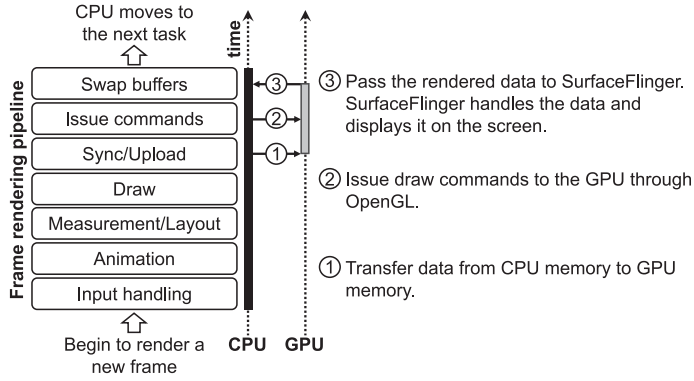 CPU moves to
the next task
time
Frame rendering pipeline
Swap buffers
Issue commands
Sync/Upload
Draw
Measurement/Layout
Animation
Input handling
Begin to render a
new frame
CPU
GPU
3
2
1
③ Pass the rendered data to SurfaceFlinger.
SurfaceFlinger handles the data and
displays it on the screen.
② Issue draw commands to the GPU through
OpenGL.
① Transfer data from CPU memory to GPU
memory.